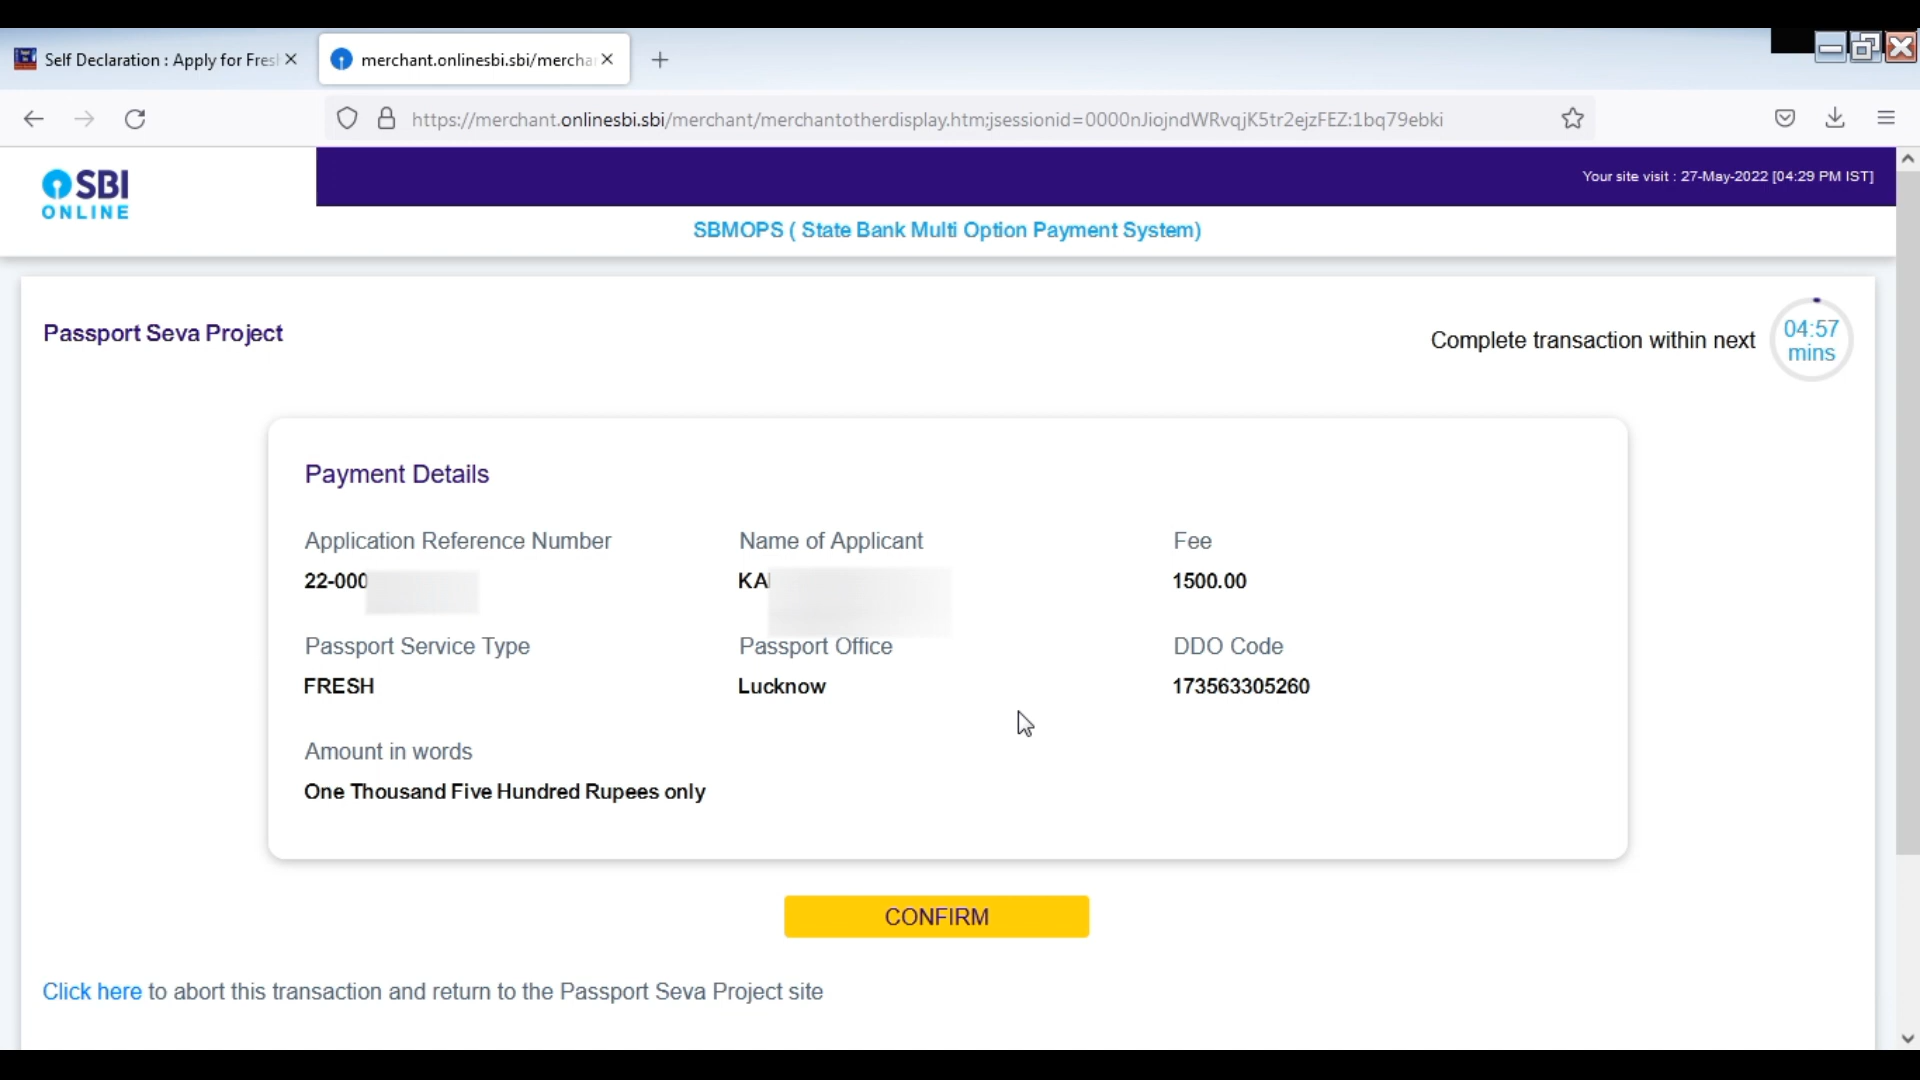 Self Declaration : Apply for Fres
merchant.onlinesbi.sbi/mercha
https://merchant.onlinesbi.sbi/merchant/merchantotherdisplay.htm;jsessionid=0000nJiojndWRvqjK5tr2ejzFEZ:1bq79ebki
SBI
ONLINE
Your site visit : 27-May-2022 [04:29 PM IST]
SBMOPS ( State Bank Multi Option Payment System)
Passport Seva Project
Complete transaction within next
04:57
mins
Payment Details
Application Reference Number
Name of Applicant
Fee
22-000
KA
1500.00
Passport Service Type
Passport Office
DDO Code
FRESH
Lucknow
173563305260
Amount in words
One Thousand Five Hundred Rupees only
CONFIRM
Click here to abort this transaction and return to the Passport Seva Project site